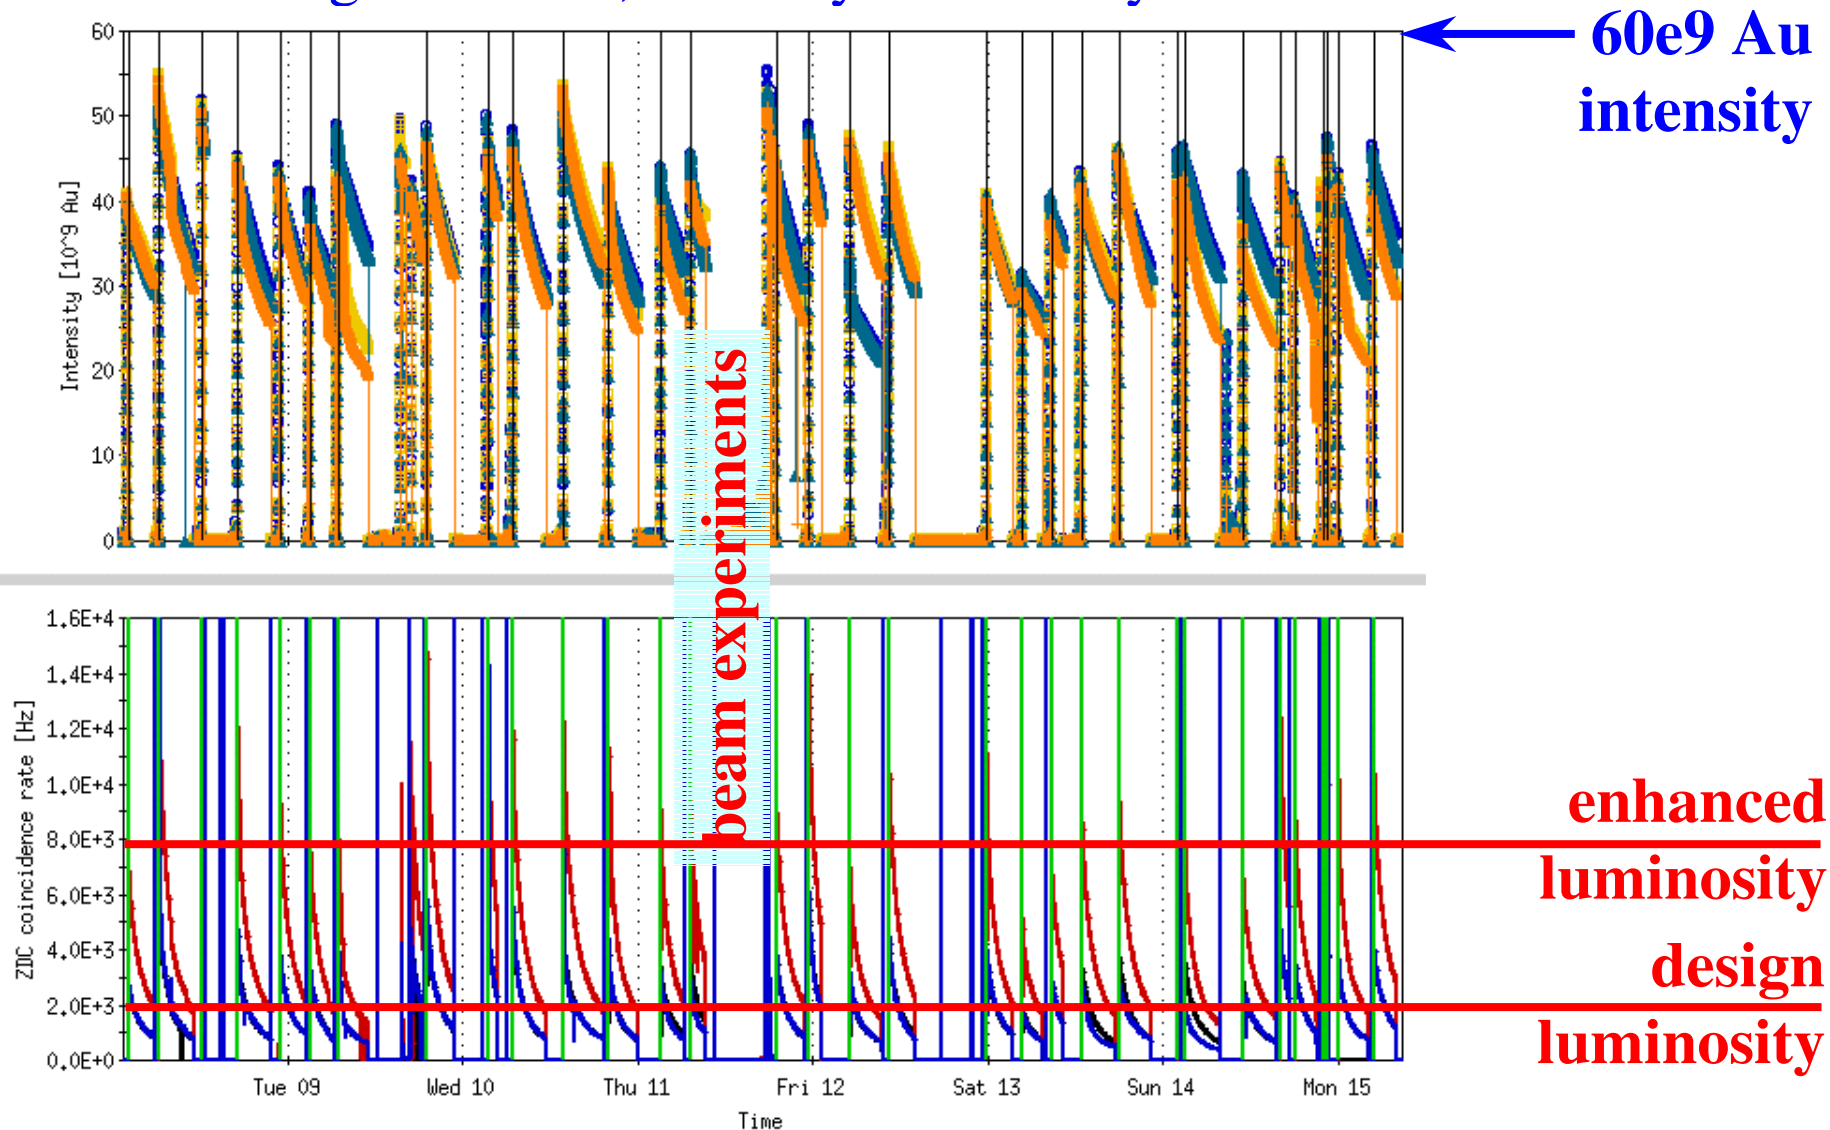 60e9 Au
intensity
60
50
40
30
20
10
0
Intensity [10^9 Au]
beam experiments
1.6E+4
1.4E+4
1.2E+4
1.0E+4
8.0E+3
6.0E+3
4.0E+3
2.0E+3
0.0E+0
ZDC coincidence rate [Hz]
enhanced
luminosity
design
luminosity
Tue 09
Wed 10
Thu 11
Fri 12
Sat 13
Sun 14
Mon 15
Time